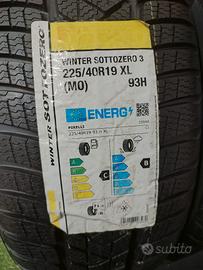 WINTER SOTTOZERO
WINTER SOTTOZERO 3
225/40R19 XL
(MO) 93H
ENERG
PIRELLI
225/40R19 93 H XL
C
B
subito